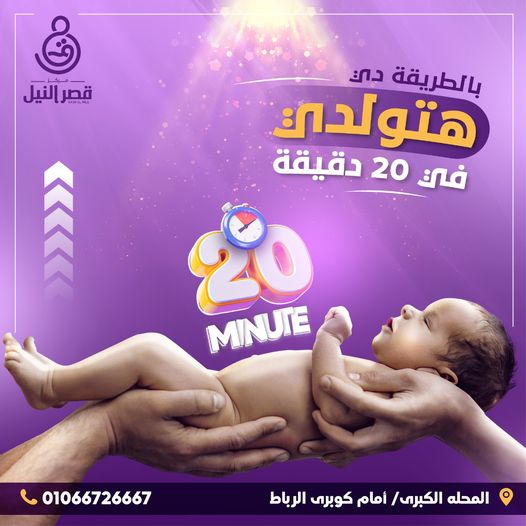 مركز
قصر النيل
بالطريقة دي
هتولدي
في 20 دقيقة
20
MINUTE
المحله الكبرى/ أمام كوبرى الرباط
01066726667